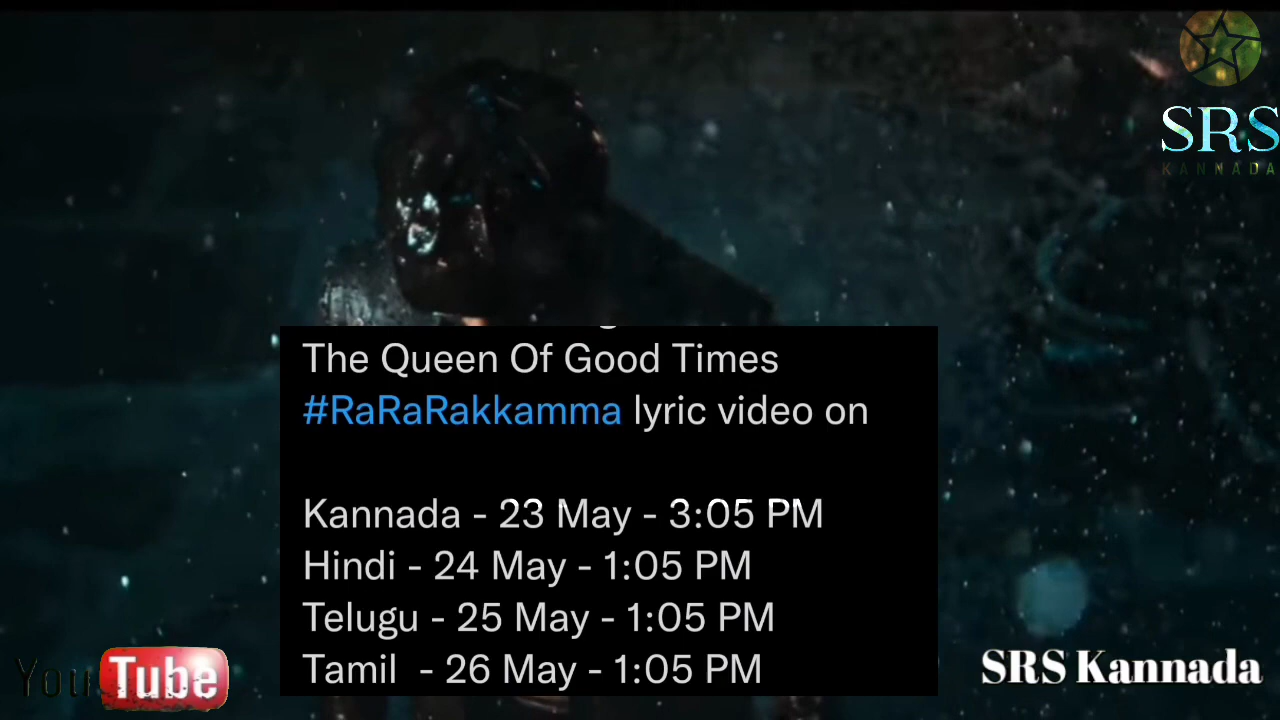 SRS
KANNADA
The Queen Of Good Times
#RaRaRakkamma lyric video on
Kannada - 23 May - 3:05 PM
Hindi - 24 May - 1:05 PM
Telugu - 25 May - 1:05 PM
Tamil - 26 May - 1:05 PM
YouTube
SRS Kannada